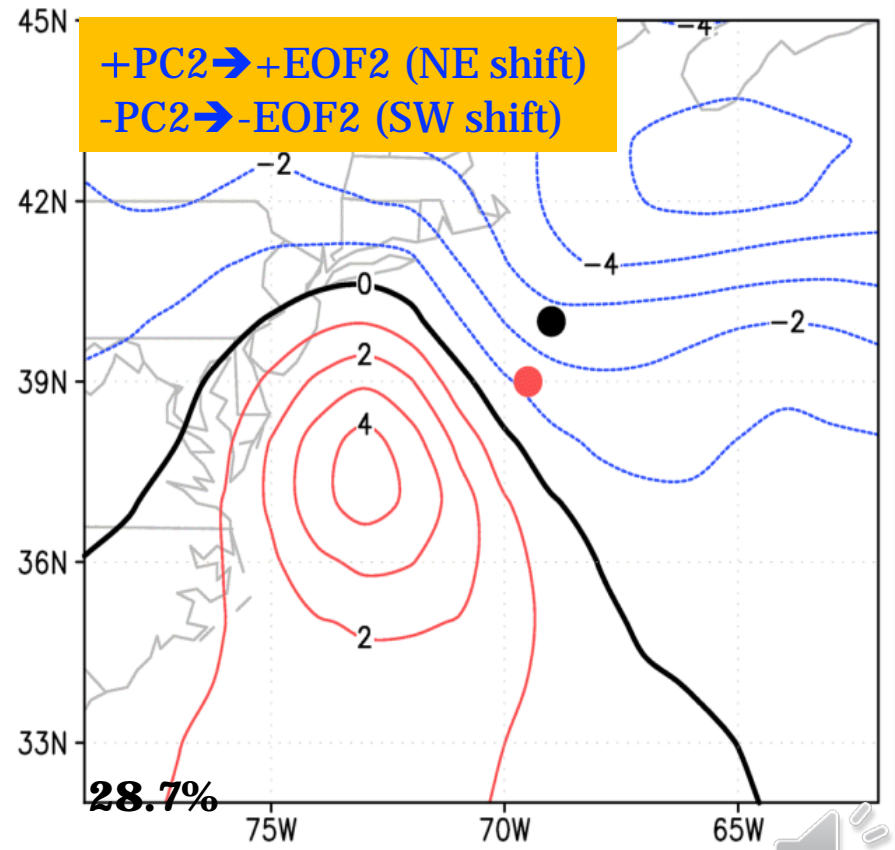 45N
+PC2➔+EOF2 (NE shift)
-PC2➔-EOF2 (SW shift)
−4
−2
42N
−4
0
−2
2
39N
4
36N
2
33N
28.7%
75W 70W 65W